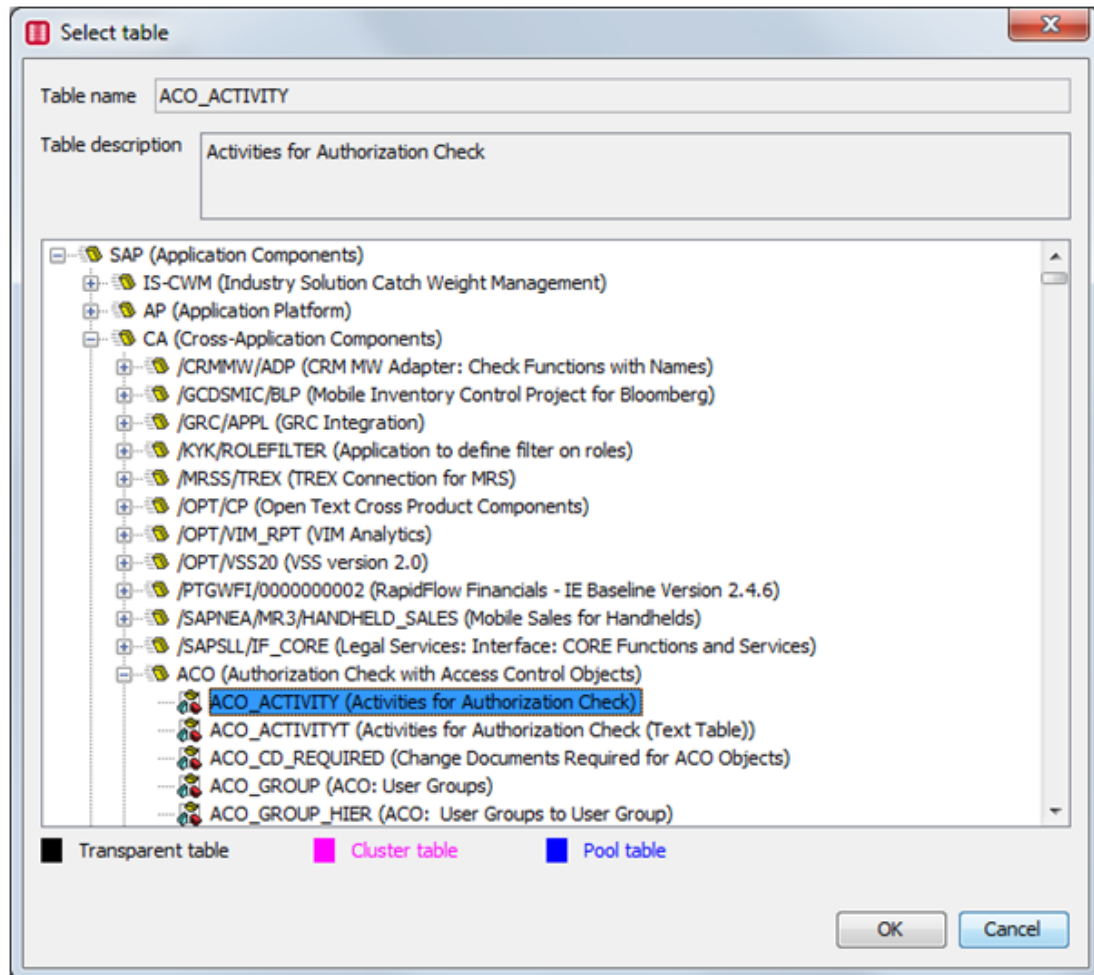 Select table
Table name ACO_ACTIVITY
Table description Activities for Authorization Check
SAP (Application Components)
IS-CWM (Industry Solution Catch Weight Management)
AP (Application Platform)
CA (Cross-Application Components)
/CRMMW/ADP (CRM MW Adapter: Check Functions with Names)
/GCDSMIC/BLP (Mobile Inventory Control Project for Bloomberg)
/GRC/APPL (GRC Integration)
/KYK/ROLEFILTER (Application to define filter on roles)
/MRSS/TREX (TREX Connection for MRS)
/OPT/CP (Open Text Cross Product Components)
/OPT/VIM_RPT (VIM Analytics)
/OPT/VSS20 (VSS version 2.0)
/PTGWFI/0000000002 (RapidFlow Financials - IE Baseline Version 2.4.6)
/SAPNEA/MR3/HANDHELD_SALES (Mobile Sales for Handhelds)
/SAPSLL/IF_CORE (Legal Services: Interface: CORE Functions and Services)
ACO (Authorization Check with Access Control Objects)
ACO_ACTIVITY (Activities for Authorization Check)
ACO_ACTIVITYT (Activities for Authorization Check (Text Table))
ACO_CD_REQUIRED (Change Documents Required for ACO Objects)
ACO_GROUP (ACO: User Groups)
ACO_GROUP_HIER (ACO:  User Groups to User Group)
Transparent table Cluster table Pool table
OK Cancel